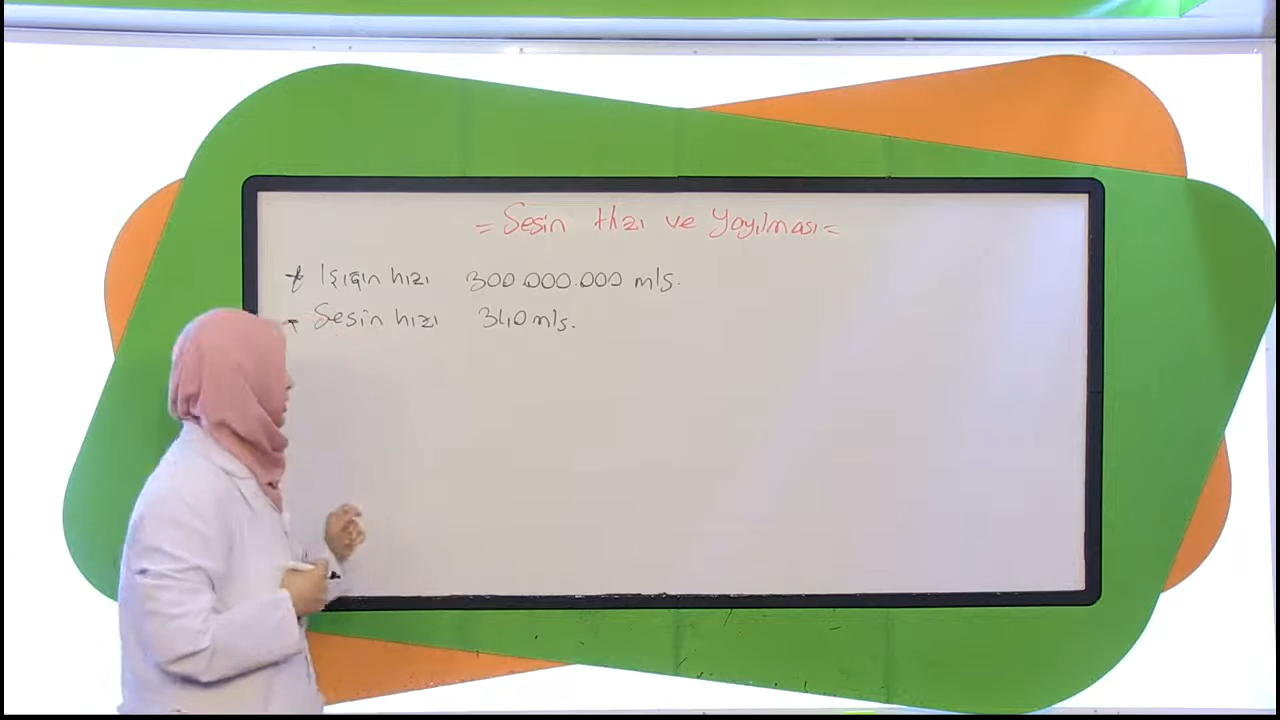 = Sesin Hızı ve Yayılması =
* Işığın hızı 300.000.000 m/s.
* Sesin hızı 340 m/s.